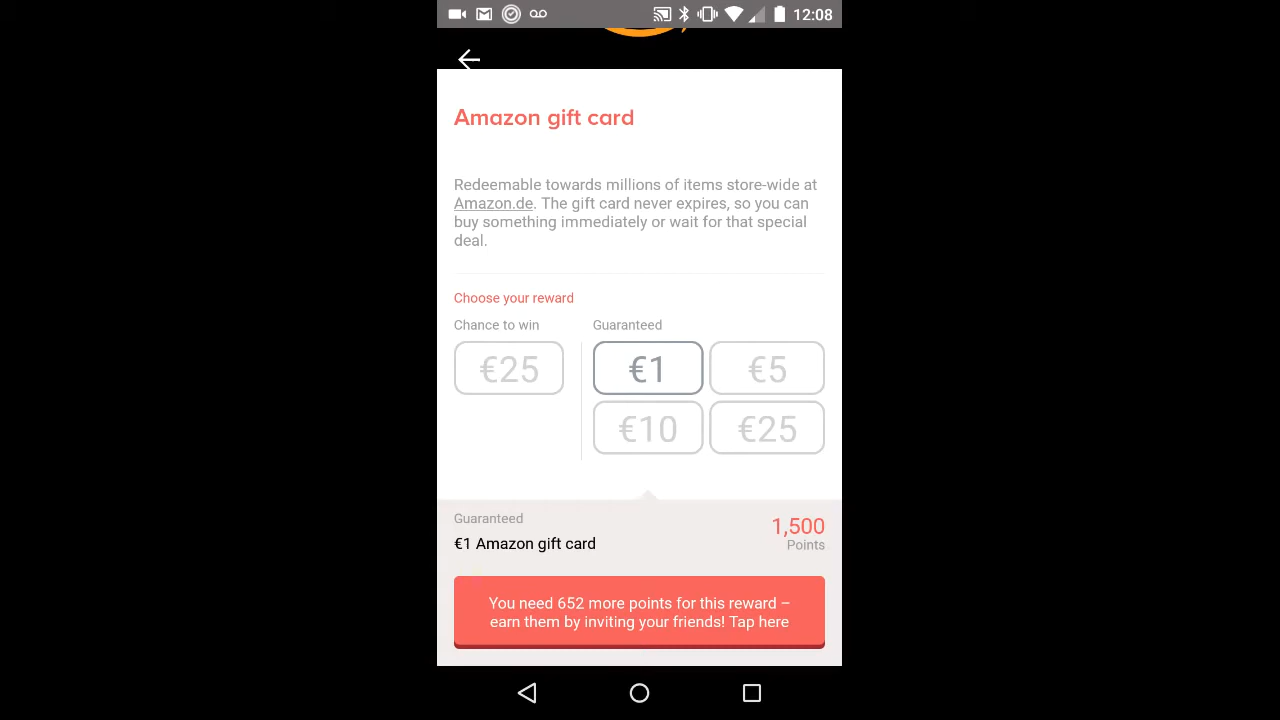 12:08
Amazon gift card
Redeemable towards millions of items store-wide at
Amazon.de. The gift card never expires, so you can
buy something immediately or wait for that special
deal.
Choose your reward
Chance to win
Guaranteed
€25
€1
€5
€10
€25
Guaranteed
€1 Amazon gift card
1,500
Points
You need 652 more points for this reward –
earn them by inviting your friends! Tap here